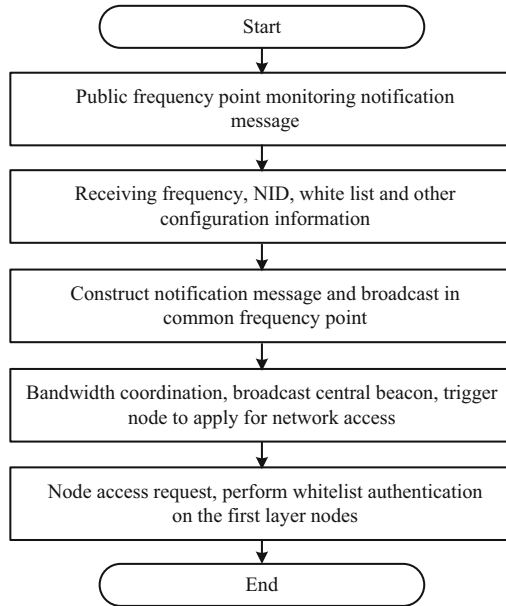 Start
Public frequency point monitoring notification
message
Receiving frequency, NID, white list and other
configuration information
Construct notification message and broadcast in
common frequency point
Bandwidth coordination, broadcast central beacon, trigger
node to apply for network access
Node access request, perform whitelist authentication
on the first layer nodes
End